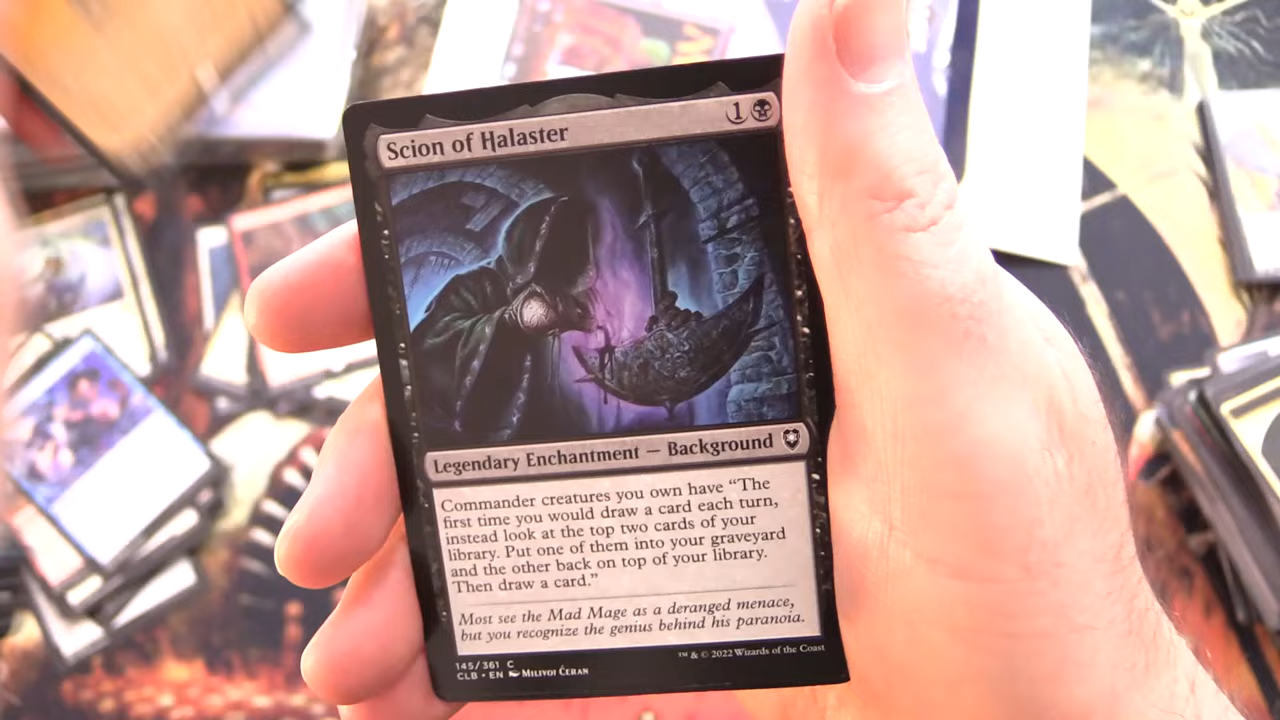 Scion of Halaster
1
Legendary Enchantment — Background
Commander creatures you own have “The
first time you would draw a card each turn,
instead look at the top two cards of your
library. Put one of them into your graveyard
and the other back on top of your library.
Then draw a card.”
Most see the Mad Mage as a deranged menace,
but you recognize the genius behind his paranoia.
145/361 C
CLB • EN Milivoj Ćeran
™ & © 2022 Wizards of the Coast